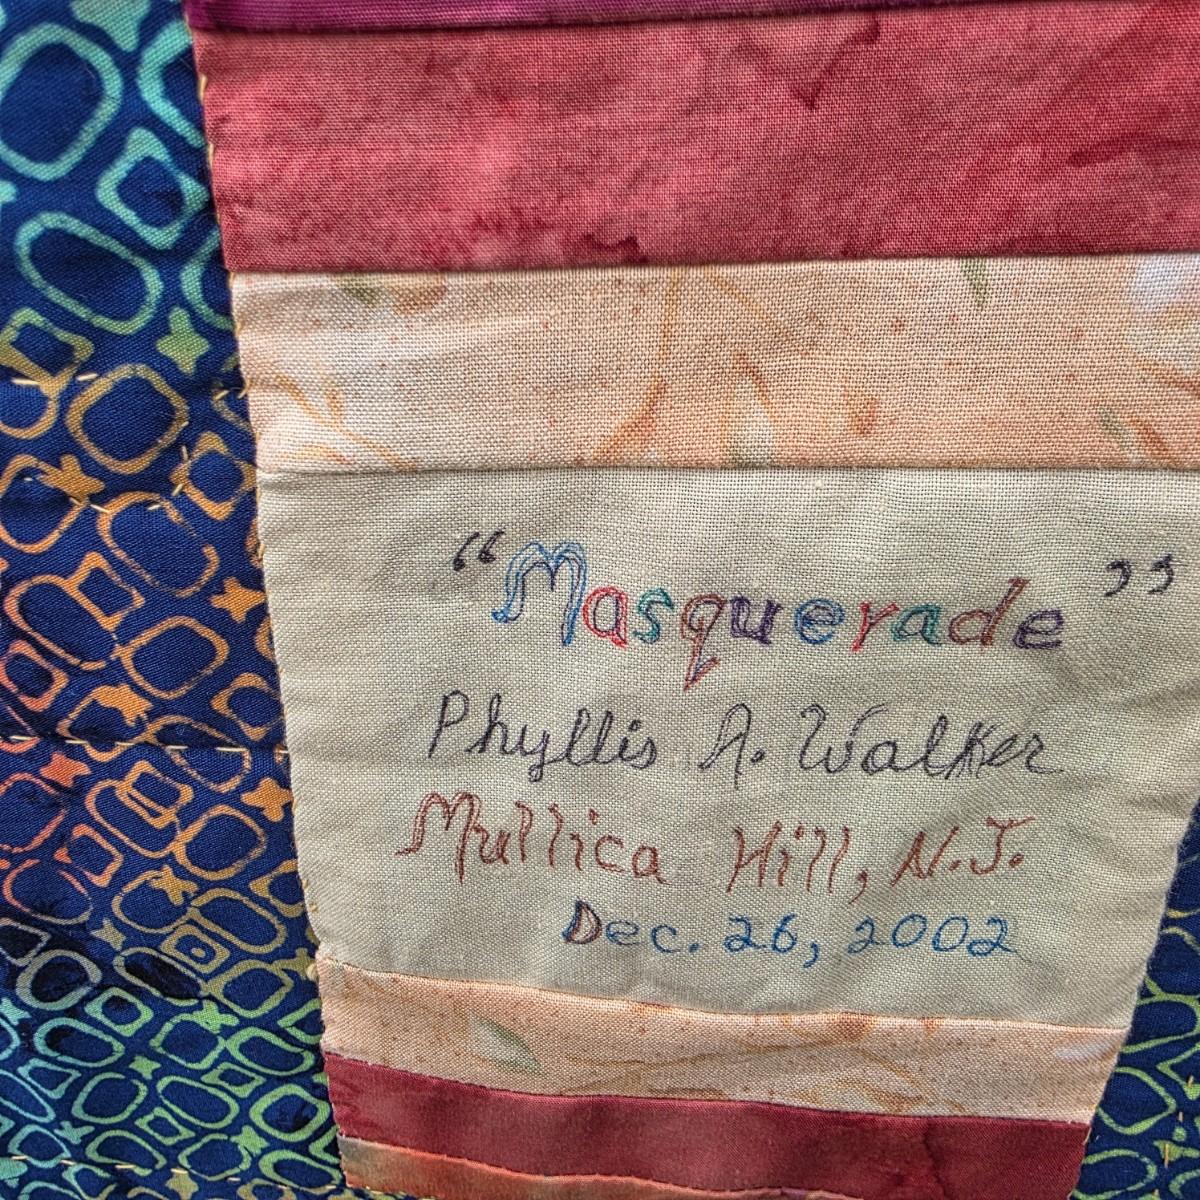 “Masquerade”
Phyllis A. Walker
Mullica Hill, N.J.
Dec. 26, 2002